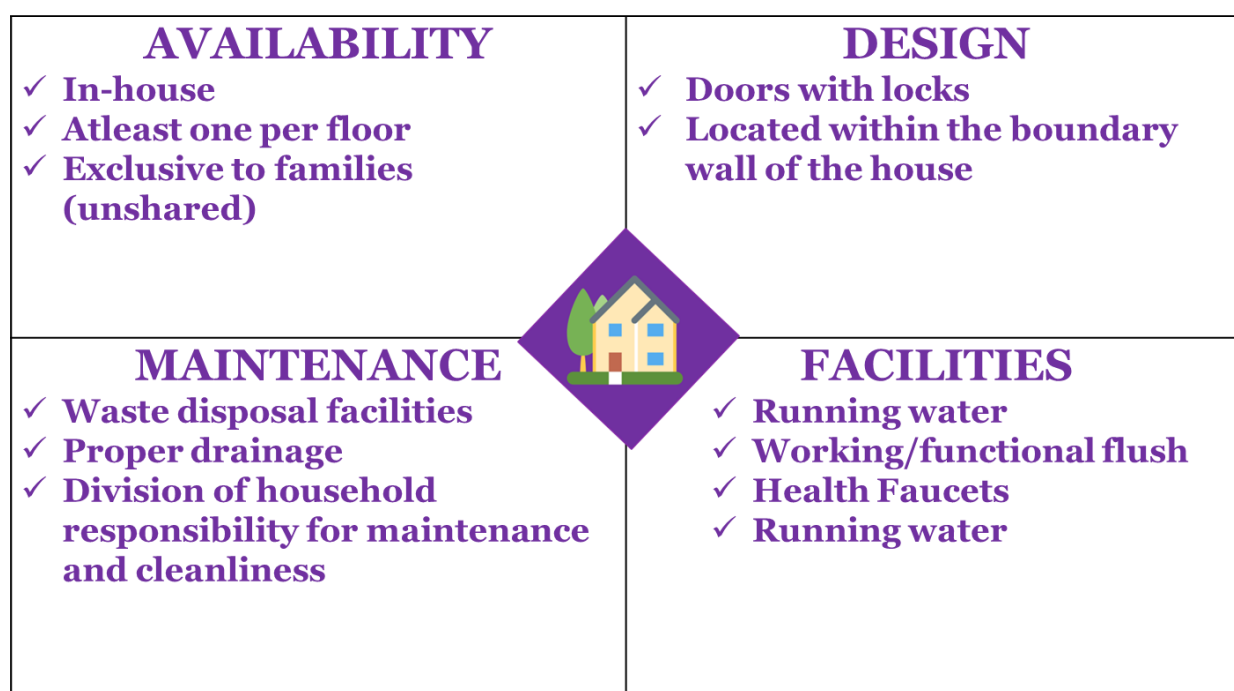 AVAILABILITY
In-house
Atleast one per floor
Exclusive to families
(unshared)
DESIGN
Doors with locks
Located within the boundary
wall of the house
MAINTENANCE
Waste disposal facilities
Proper drainage
Division of household
responsibility for maintenance
and cleanliness
FACILITIES
Running water
Working/functional flush
Health Faucets
Running water